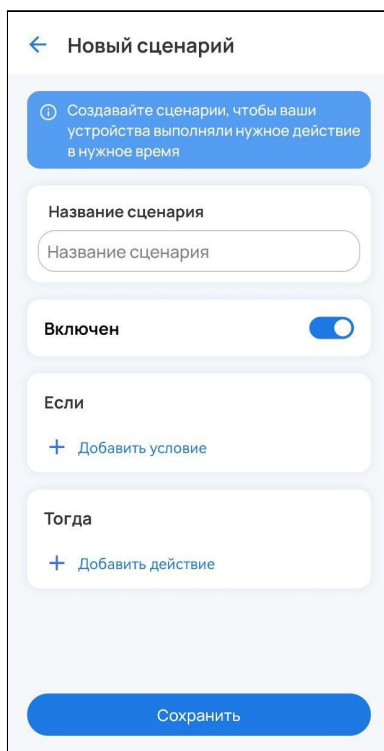 Новый сценарий
Создавайте сценарии, чтобы ваши
устройства выполняли нужное действие
в нужное время
Название сценария
Название сценария
Включен
Если
+ Добавить условие
Тогда
+ Добавить действие
Сохранить